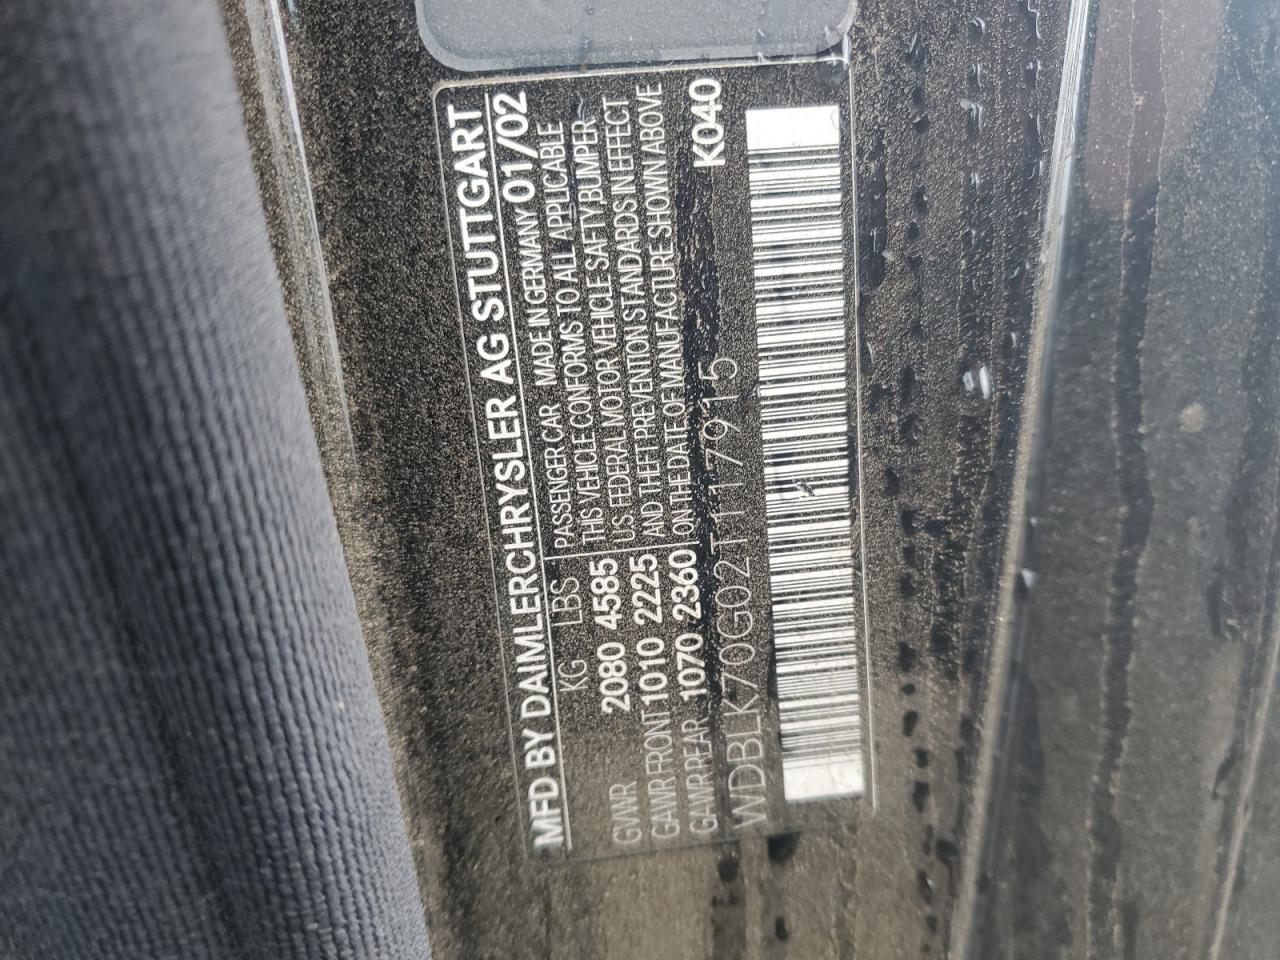 MFD BY DAIMLERCHRYSLER AG STUTTGART
PASSENGER CAR MADE IN GERMANY 01/02
KG LBS
THIS VEHICLE CONFORMS TO ALL APPLICABLE
U.S. FEDERAL MOTOR VEHICLE SAFTY, BUMPER
AND THEFT PREVENTION STANDARDS IN EFFECT
ON THE DATE OF MANUFACTURE SHOWN ABOVE
GVWR 2080 4585
GAWR FRONT 1010 2225
GAWR REAR 1070 2360
WDBLK70G02T117915 K040